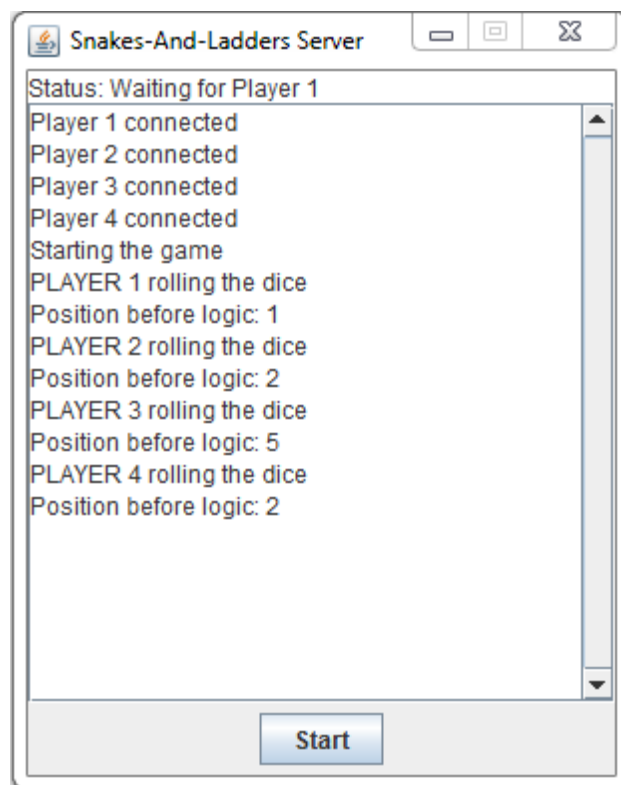 Snakes-And-Ladders Server
Status: Waiting for Player 1
Player 1 connected
Player 2 connected
Player 3 connected
Player 4 connected
Starting the game
PLAYER 1 rolling the dice
Position before logic: 1
PLAYER 2 rolling the dice
Position before logic: 2
PLAYER 3 rolling the dice
Position before logic: 5
PLAYER 4 rolling the dice
Position before logic: 2
Start